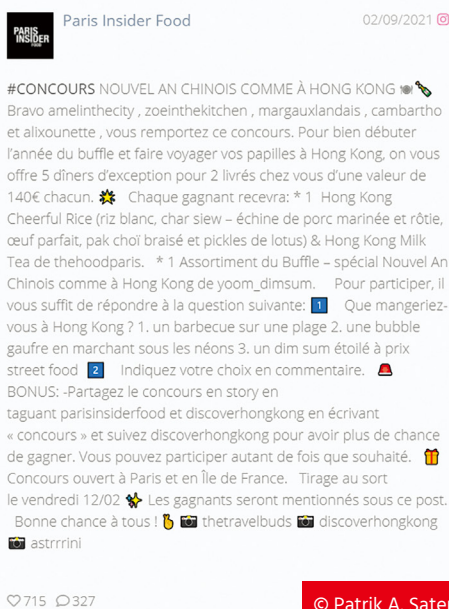 PARIS
INSIDER
FOOD
Paris Insider Food
02/09/2021
#CONCOURS NOUVEL AN CHINOIS COMME À HONG KONG 🍽🍾
Bravo amelinthecity , zoeinthekitchen , margauxlandais , cambartho
et alixounette , vous remportez ce concours. Pour bien débuter
l'année du buffle et faire voyager vos papilles à Hong Kong, on vous
offre 5 dîners d'exception pour 2 livrés chez vous d'une valeur de
140€ chacun. 💥 Chaque gagnant recevra: * 1 Hong Kong
Cheerful Rice (riz blanc, char siew – échine de porc marinée et rôtie,
œuf parfait, pak choï braisé et pickles de lotus) & Hong Kong Milk
Tea de thehoodparis. * 1 Assortiment du Buffle – spécial Nouvel An
Chinois comme à Hong Kong de yoom_dimsum. Pour participer, il
vous suffit de répondre à la question suivante: 1️⃣ Que mangeriez-
vous à Hong Kong ? 1. un barbecue sur une plage 2. une bubble
gaufre en marchant sous les néons 3. un dim sum étoilé à prix
street food 2️⃣ Indiquez votre choix en commentaire. 🚨
BONUS: -Partagez le concours en story en
taguant parisinsiderfood et discoverhongkong en écrivant
« concours » et suivez discoverhongkong pour avoir plus de chance
de gagner. Vous pouvez participer autant de fois que souhaité. 🎁
Concours ouvert à Paris et en Île de France. Tirage au sort
le vendredi 12/02 ✨ Les gagnants seront mentionnés sous ce post.
Bonne chance à tous ! 🫰 📸 thetravelbuds 📸 discoverhongkong
📸 astrrrini
715 327
© Patrik A. Sater